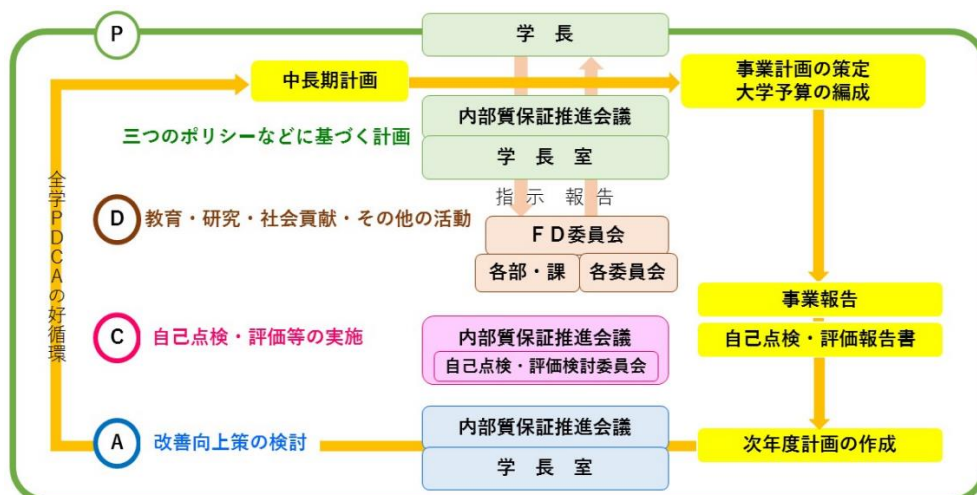 P
学　長
中長期計画
事業計画の策定
大学予算の編成
内部質保証推進会議
三つのポリシーなどに基づく計画
学　長　室
指示　報告
全学PDCAの好循環
D
教育・研究・社会貢献・その他の活動
ＦＤ委員会
各部・課
各委員会
事業報告
C
自己点検・評価等の実施
内部質保証推進会議
自己点検・評価検討委員会
自己点検・評価報告書
A
改善向上策の検討
内部質保証推進会議
学　長　室
次年度計画の作成